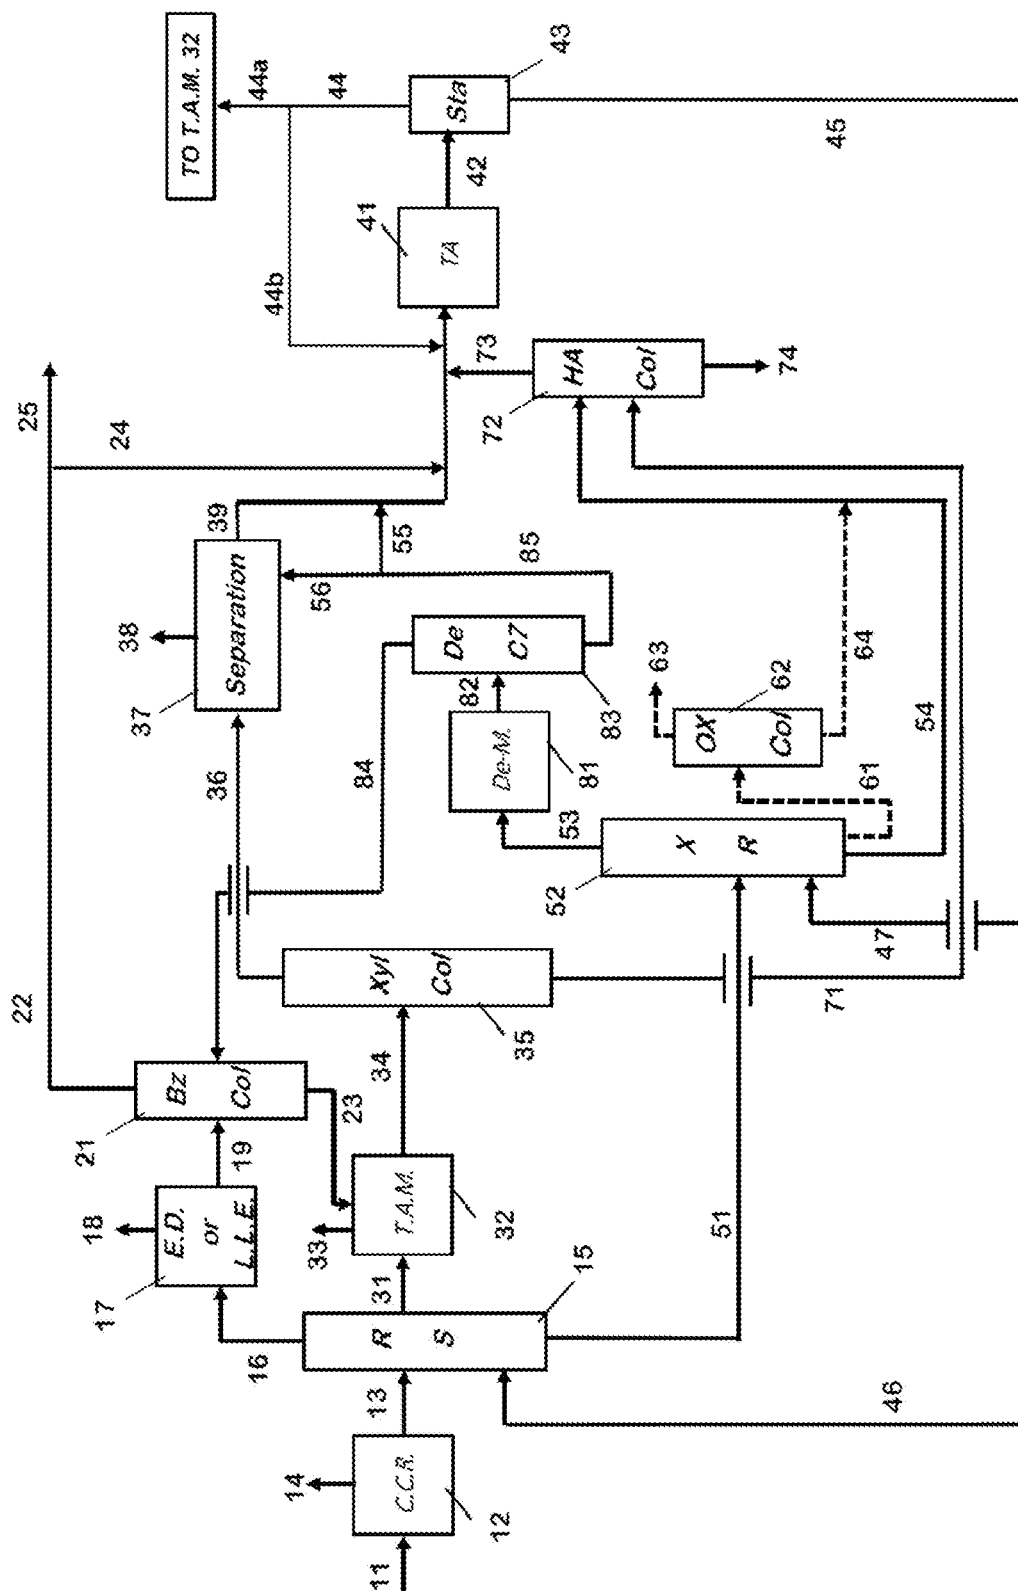 11
C.C.R.
12
14
13
R S
15
16
E.D.
or
L.L.E.
17
18
19
Bz
Col
21
22
23
24
25
31
T.A.M.
32
33
34
Xyl
Col
35
36
Separation
37
38
39
TA
41
42
Sta
43
44
44a
44b
TO T.A.M. 32
45
46
47
51
X R
52
53
De-M.
81
82
De
C7
83
84
85
55
56
54
61
OX
Col
62
63
64
71
HA
Col
72
73
74